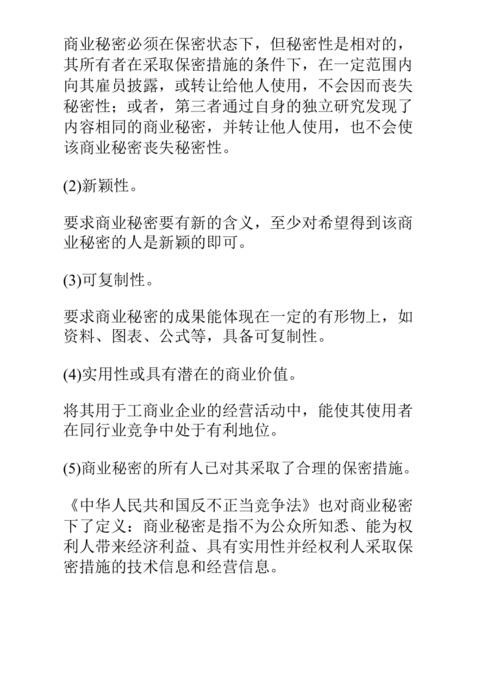 商业秘密必须在保密状态下，但秘密性是相对的，
其所有者在采取保密措施的条件下，在一定范围内
向其雇员披露，或转让给他人使用，不会因而丧失
秘密性；或者，第三者通过自身的独立研究发现了
内容相同的商业秘密，并转让他人使用，也不会使
该商业秘密丧失秘密性。
(2)新颖性。
要求商业秘密要有新的含义，至少对希望得到该商
业秘密的人是新颖的即可。
(3)可复制性。
要求商业秘密的成果能体现在一定的有形物上，如
资料、图表、公式等，具备可复制性。
(4)实用性或具有潜在的商业价值。
将其用于工商业企业的经营活动中，能使其使用者
在同行业竞争中处于有利地位。
(5)商业秘密的所有人已对其采取了合理的保密措施。
《中华人民共和国反不正当竞争法》也对商业秘密
下了定义：商业秘密是指不为公众所知悉、能为权
利人带来经济利益、具有实用性并经权利人采取保
密措施的技术信息和经营信息。